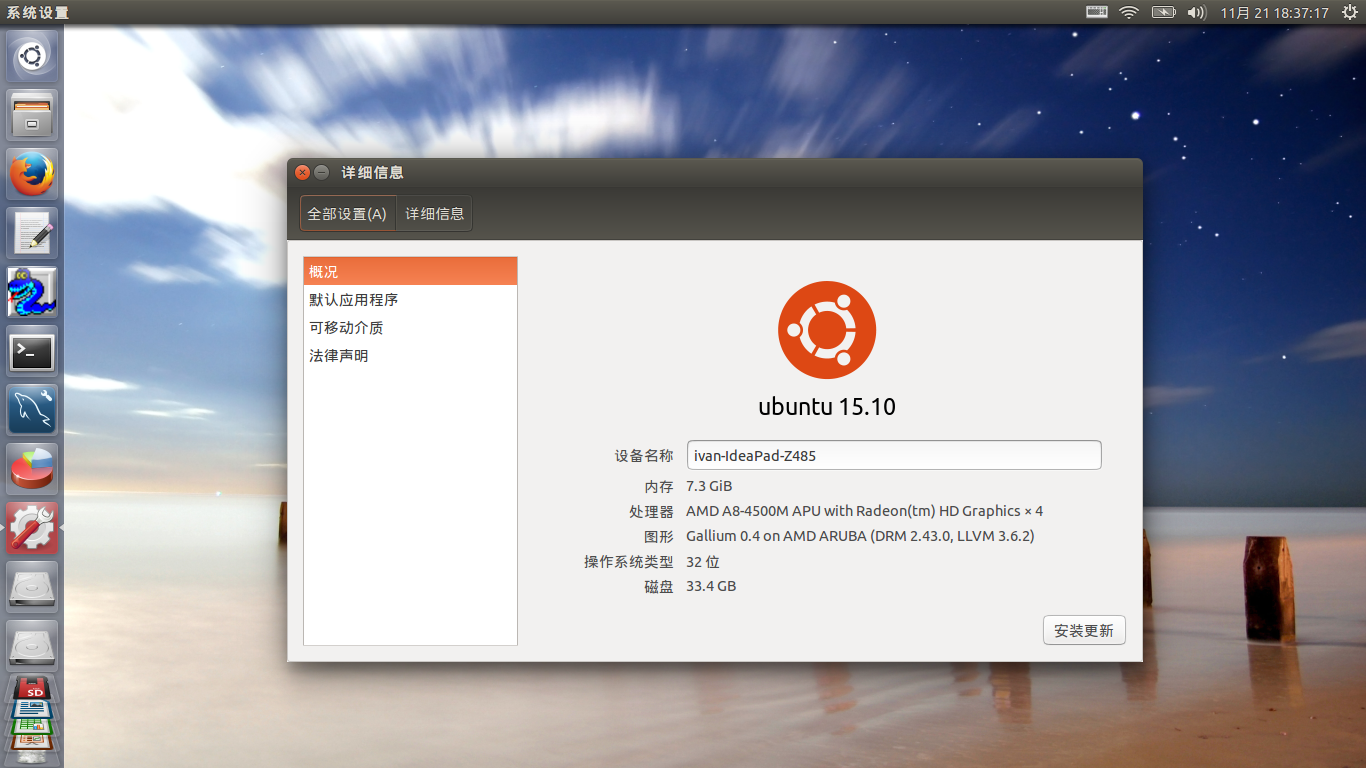 系统设置
11月 21 18:37:17
详细信息
全部设置(A)
详细信息
概况
默认应用程序
可移动介质
法律声明
ubuntu 15.10
设备名称 ivan-IdeaPad-Z485
内存 7.3 GiB
处理器 AMD A8-4500M APU with Radeon(tm) HD Graphics × 4
图形 Gallium 0.4 on AMD ARUBA (DRM 2.43.0, LLVM 3.6.2)
操作系统类型 32 位
磁盘 33.4 GB
安装更新
>_
SD